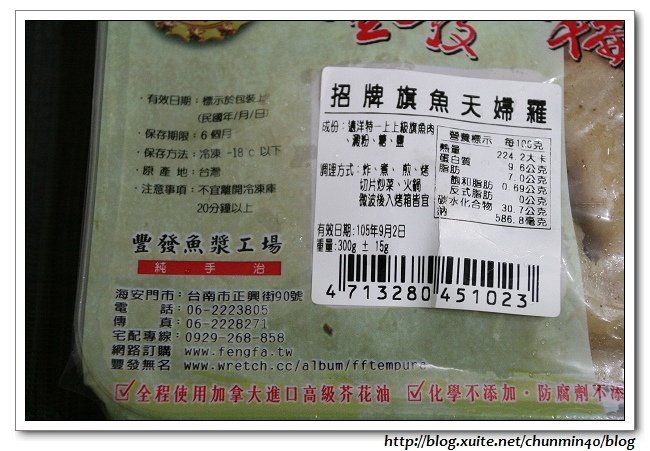 ·有效日期：標示於包裝上
(民國年/月/日)
·保存期限：6個月
·保存方法：冷凍 -18℃ 以下
·原 產 地：台灣
·注意事項：不宜離開冷凍庫
20分鐘以上
豐發魚漿工場
純手治
海安門市：台南市正興街90號
電　　話：06-2223805
傳　　真：06-2228271
宅配專線：0929-268-858
網路訂購 www.fengfa.tw
豐發無名 www.wretch.cc/album/fftempura
全程使用加拿大進口高級芥花油
化學不添加·防腐劑不添
招牌旗魚天婦羅
成份：遠洋特一上上級旗魚肉
、澱粉、糖、鹽
調理方式：炸、煮、煎、烤
切片炒菜、火鍋
微波後入烤箱皆宜
有效日期:105年9月2日
重量:300g ± 15g
營養標示 每100克
熱量 224.2大卡
蛋白質 9.6公克
脂肪 7.0公克
飽和脂肪 0.69公克
反式脂肪 0公克
碳水化合物 30.7公克
鈉 586.8毫克
4 713280 451023
http://blog.xuite.net/chunmin40/blog